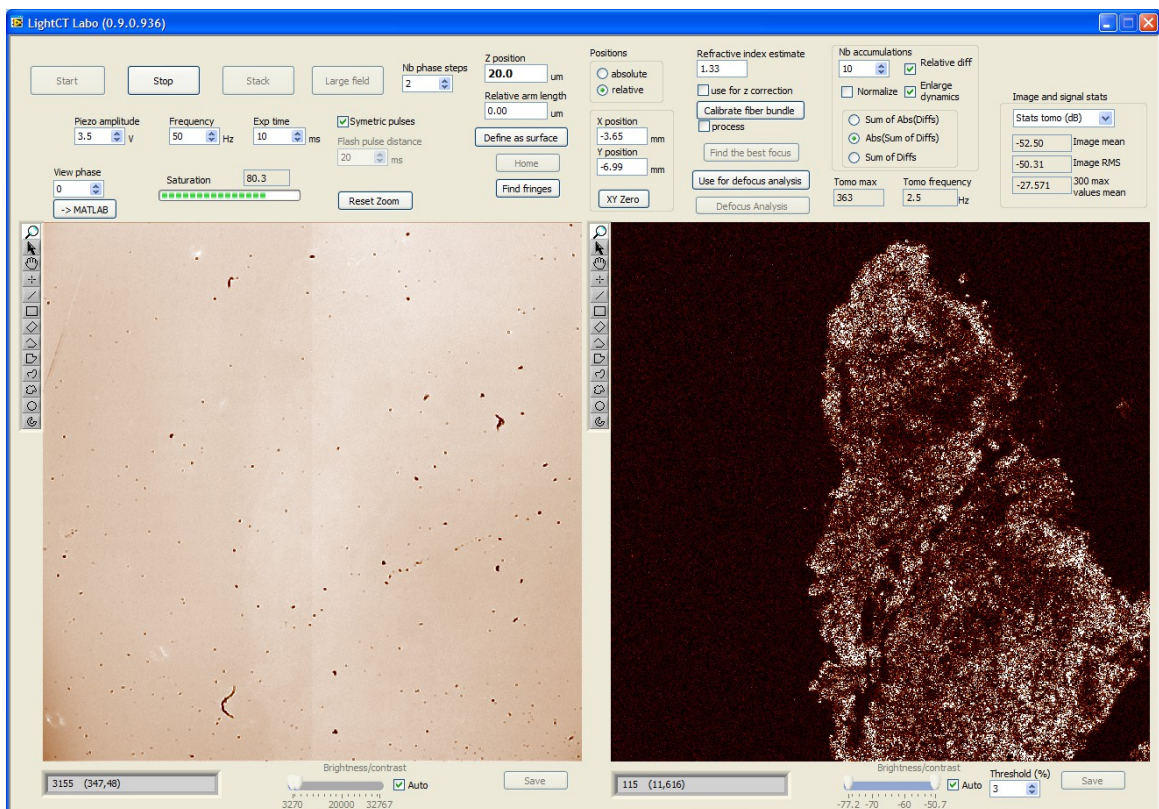 LightCT Labo (0.9.0.936)
Start
Stop
Stack
Large field
Nb phase steps
2
Piezo amplitude
3.5 V
Frequency
50 Hz
Exp time
10 ms
Symetric pulses
Flash pulse distance
20 ms
View phase
0
-> MATLAB
Saturation 80.3
Reset Zoom
Z position
20.0 um
Relative arm length
0.00 um
Define as surface
Home
Find fringes
Positions
absolute
relative
X position
-3.65 mm
Y position
-6.99 mm
XY Zero
Refractive index estimate
1.33
use for z correction
Calibrate fiber bundle
process
Find the best focus
Use for defocus analysis
Defocus Analysis
Nb accumulations
10
Relative diff
Normalize
Enlarge
dynamics
Sum of Abs(Diffs)
Abs(Sum of Diffs)
Sum of Diffs
Tomo max
363
Tomo frequency
2.5 Hz
Image and signal stats
Stats tomo (dB)
-52.50 Image mean
-50.31 Image RMS
-27.571 300 max
values mean
3155 (347,48)
Brightness/contrast
Auto
3270 20000 32767
Save
115 (11,616)
Brightness/contrast
Auto
-77.2 -70 -60 -50.7
Threshold (%)
3
Save